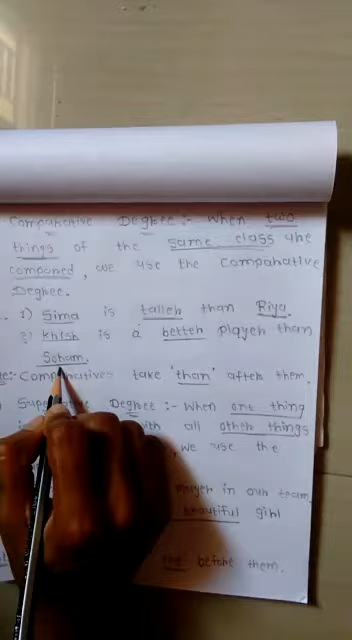 Comparative Degree :- When two
things of the same class are
compared, we use the Comparative
Degree.
1) Sima is taller than Riya.
2) Krish is a better player than
Soham.
:- Comparatives take 'than' after them.
Degree :- When one thing
with all other things
, we use the
player in our team.
beautiful girl
before them.